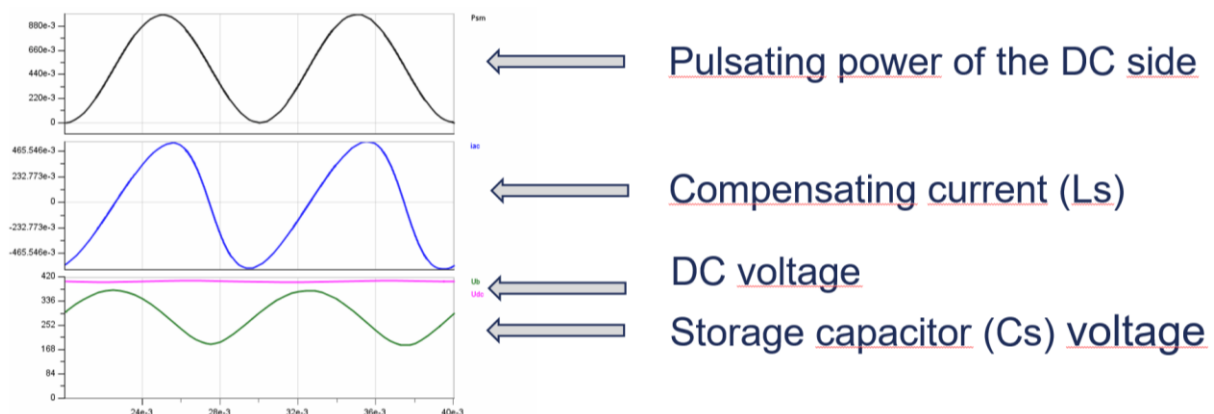 880e-3
660e-3
440e-3
220e-3
0
Psm
Pulsating power of the DC side
465.546e-3
232.773e-3
0
-232.773e-3
-465.546e-3
iac
Compensating current (Ls)
420
336
252
168
84
0
Ub
Udc
DC voltage
Storage capacitor (Cs) voltage
24e-3 28e-3 32e-3 36e-3 40e-3